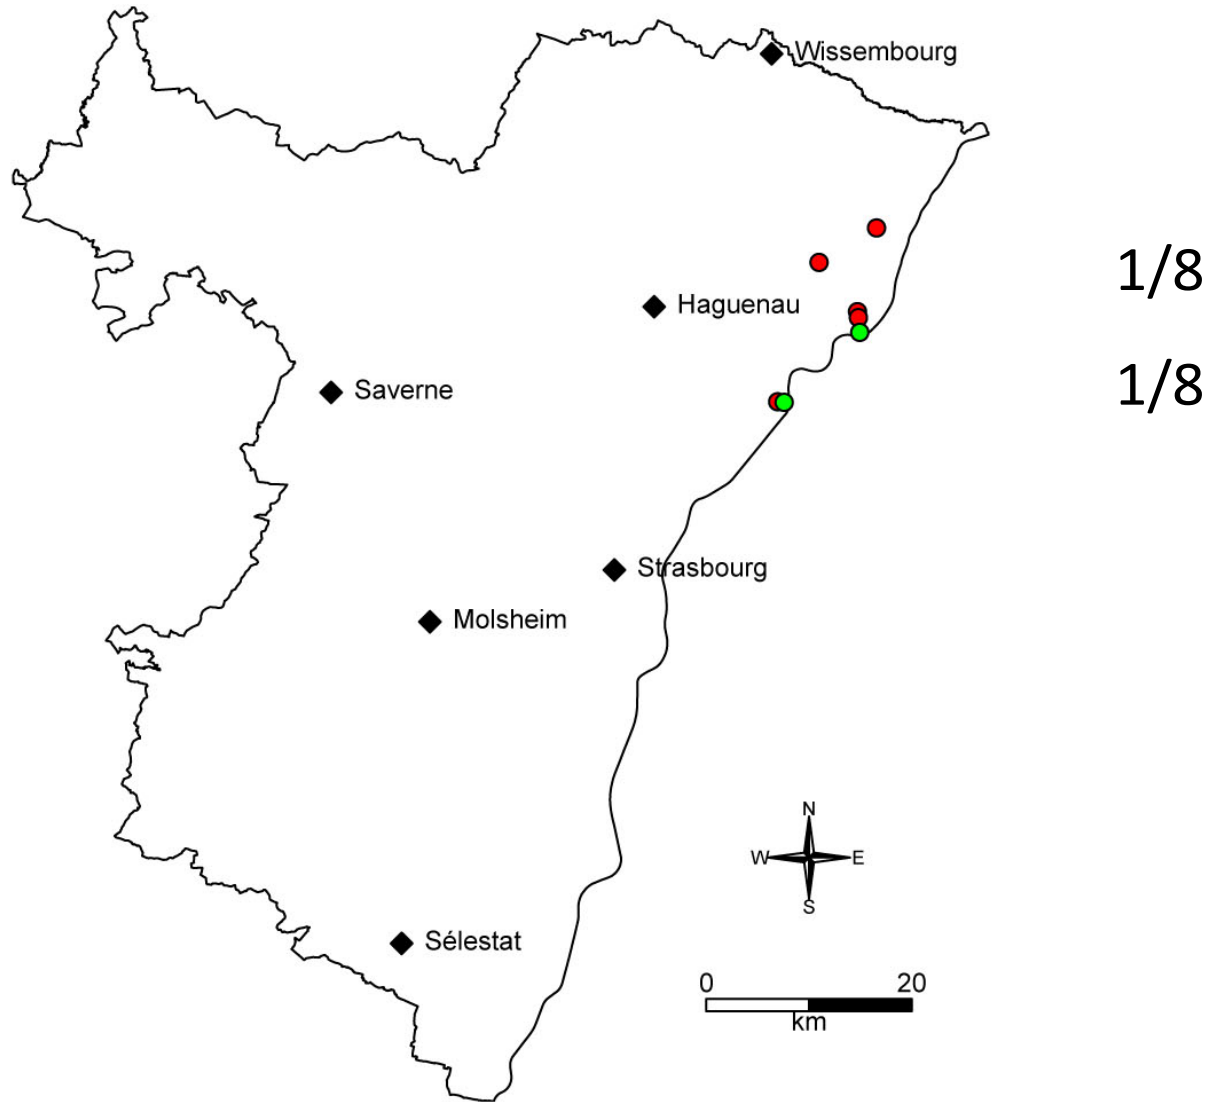 Wissembourg
1/8
Haguenau
1/8
Saverne
Strasbourg
Molsheim
N
W E
S
Sélestat
0 20
km